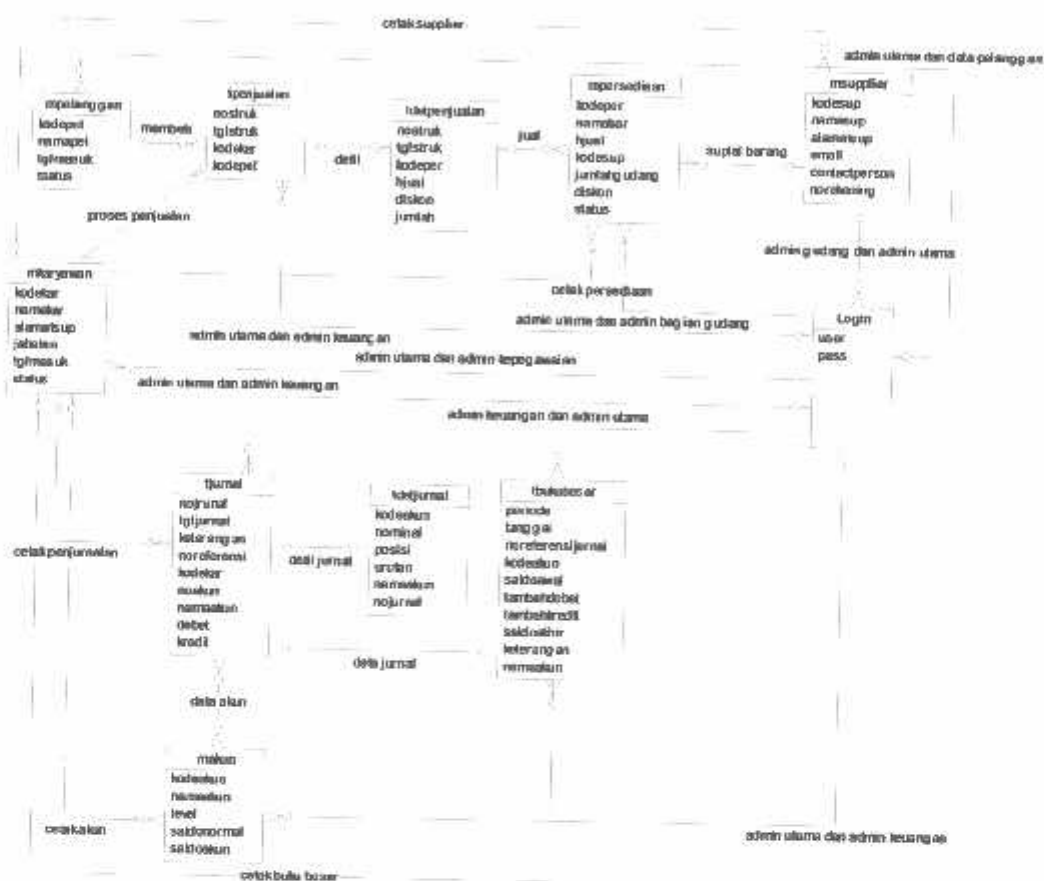 cetak supplier
admin utama dan data pelanggan
mpelanggan
kodepel
namapel
tglmasuk
status
membeli
tpenjualan
nostruk
tglstruk
kodekar
kodepel
detil
tdetpenjualan
nostruk
tglstruk
kodeper
hjual
diskon
jumlah
jual
mpersediaan
kodeper
namabar
hjual
kodesup
jumlahgudang
diskon
status
suplai barang
msupplier
kodesup
namasup
alamatsup
email
contactperson
norekening
proses penjualan
admin gudang dan admin utama
mkaryawan
kodekar
namakar
alamatsup
jabatan
tglmasuk
status
cetak persediaan
admin utama dan admin bagian gudang
Login
user
pass
admin utama dan admin keuangan
admin utama dan admin kepegawaian
admin utama dan admin keuangan
admin keuangan dan admin utama
tjurnal
nojrunal
tgljurnal
keterangan
noreferensi
kodekar
noakun
namaakun
debet
kredit
cetak penjurnalan
detil jurnal
tdetjurnal
kodeakun
nominal
posisi
urutan
namaakun
nojurnal
tbukubesar
periode
tanggal
noreferensijurnal
kodeakun
saldoawal
tambahdebet
tambahkredit
saldoakhir
keterangan
namaakun
data jurnal
data akun
makun
kodeakun
namaakun
level
saldonormal
saldoakun
cetak akun
admin utama dan admin keuangan
cetak buku besar